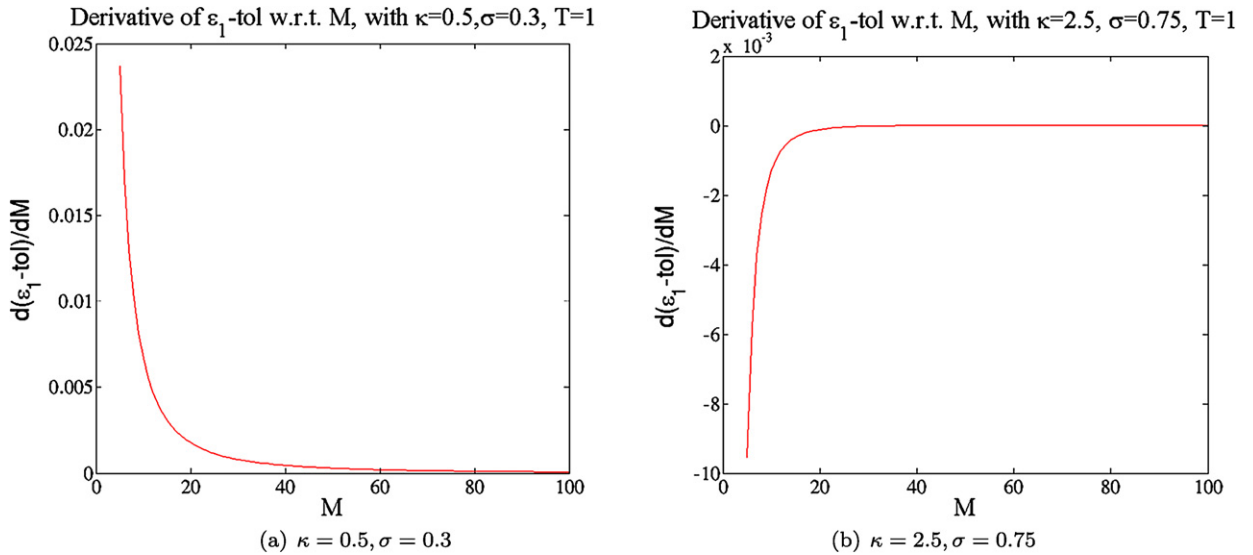 Derivative of ε₁-tol w.r.t. M, with κ=0.5,σ=0.3, T=1
0.025
0.02
0.015
0.01
0.005
0
d(ε₁-tol)/dM
0 20 40 60 80 100
M
(a) κ = 0.5, σ = 0.3
Derivative of ε₁-tol w.r.t. M, with κ=2.5, σ=0.75, T=1
x 10⁻³
2
0
-2
-4
-6
-8
-10
d(ε₁-tol)/dM
0 20 40 60 80 100
M
(b) κ = 2.5, σ = 0.75